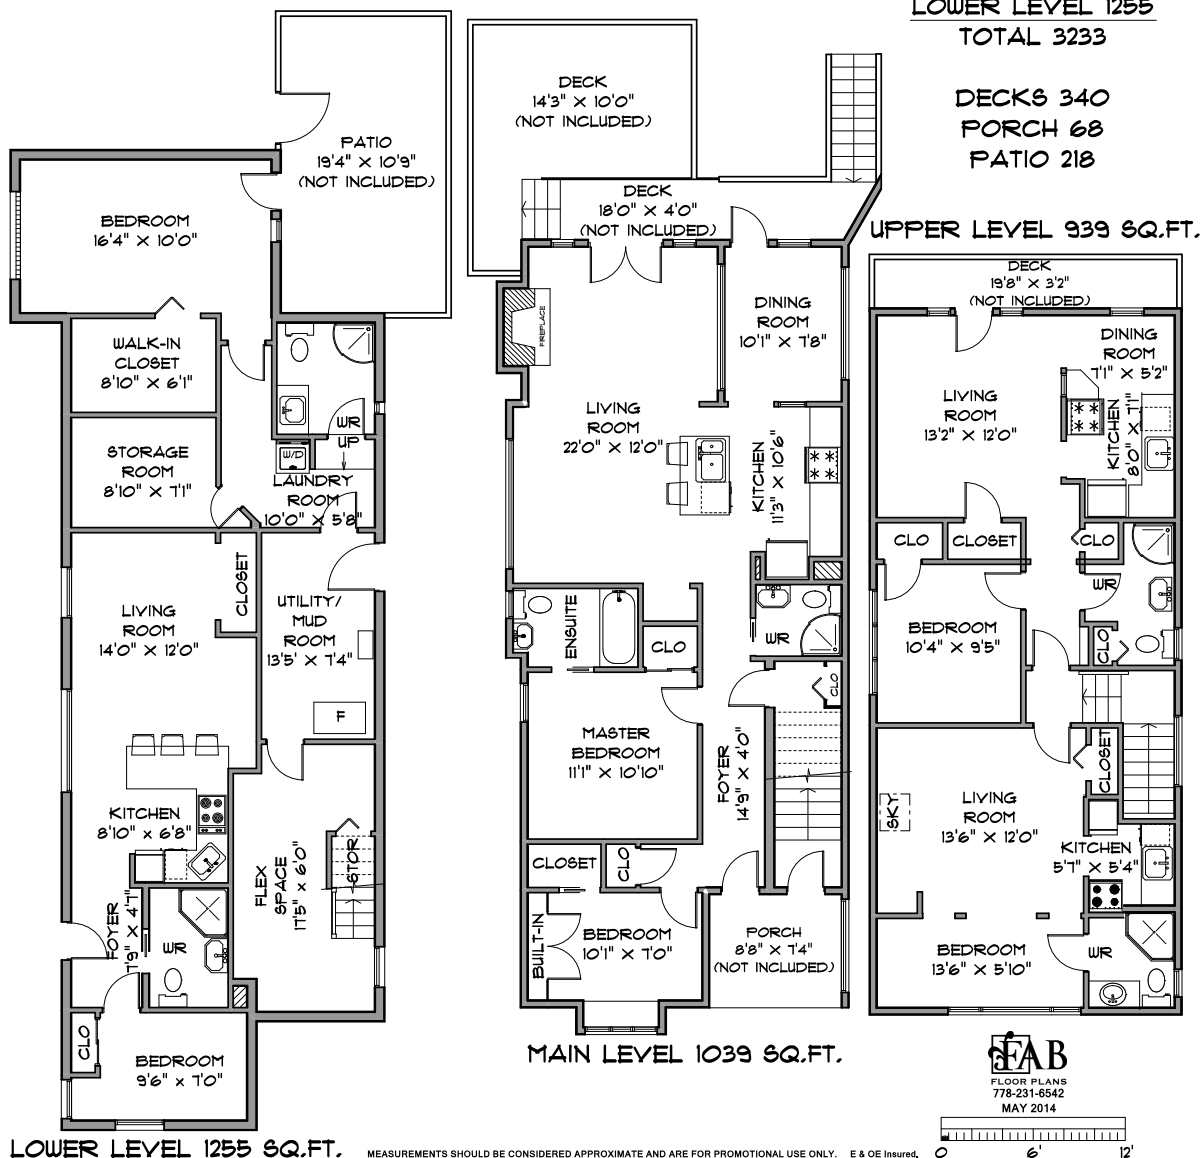 LOWER LEVEL 1255
TOTAL 3233
DECKS 340
PORCH 68
PATIO 218
PATIO
19'4" X 10'9"
(NOT INCLUDED)
BEDROOM
16'4" X 10'0"
WALK-IN
CLOSET
8'10" X 6'1"
WR
UP
W/D
STORAGE
ROOM
8'10" X 7'1"
LAUNDRY
ROOM
10'0" X 5'8"
CLOSET
LIVING
ROOM
14'0" X 12'0"
UTILITY/
MUD
ROOM
13'5' X 7'4"
F
KITCHEN
8'10" X 6'8"
FLEX
SPACE
17'5" X 6'0"
STOR
FOYER
7'9" X 4'7"
WR
CLO
BEDROOM
9'6" X 7'0"
LOWER LEVEL 1255 SQ.FT.
DECK
14'3" X 10'0"
(NOT INCLUDED)
DECK
18'0" X 4'0"
(NOT INCLUDED)
FIREPLACE
DINING
ROOM
10'1" X 7'8"
LIVING
ROOM
22'0" X 12'0"
KITCHEN
11'3" X 10'6"
ENSUITE
CLO
WR
CLO
MASTER
BEDROOM
11'1" X 10'10"
FOYER
14'9" X 4'0"
CLOSET
CLO
BUILT-IN
BEDROOM
10'1" X 7'0"
PORCH
8'8" X 7'4"
(NOT INCLUDED)
MAIN LEVEL 1039 SQ.FT.
UPPER LEVEL 939 SQ.FT.
DECK
19'8" X 3'2"
(NOT INCLUDED)
DINING
ROOM
7'1" X 5'2"
LIVING
ROOM
13'2" X 12'0"
KITCHEN
8'0" X 7'1"
CLO
CLOSET
CLO
WR
BEDROOM
10'4" X 9'5"
CLO
CLOSET
SKY
LIVING
ROOM
13'6" X 12'0"
KITCHEN
5'7" X 5'4"
BEDROOM
13'6" X 5'10"
WR
FAB
FLOOR PLANS
778-231-6542
MAY 2014
0 6' 12'
MEASUREMENTS SHOULD BE CONSIDERED APPROXIMATE AND ARE FOR PROMOTIONAL USE ONLY. E & OE Insured.